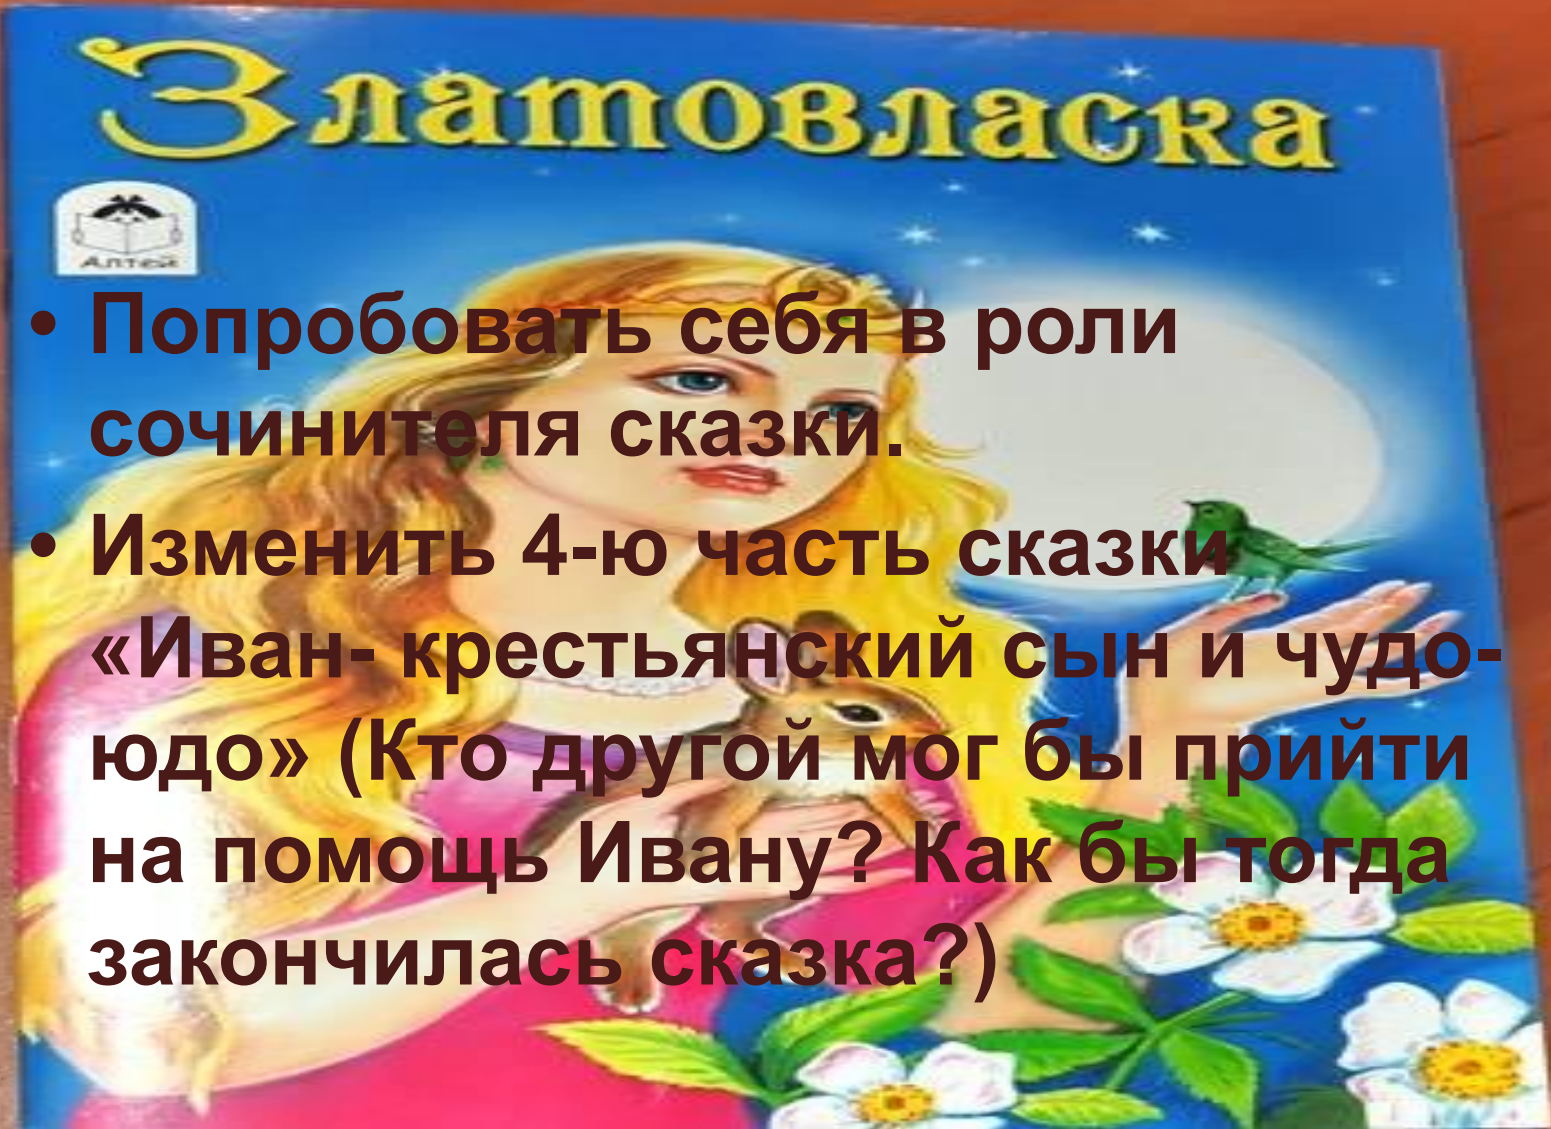 Златовласка
Алтей
• Попробовать себя в роли
сочинителя сказки.
• Изменить 4-ю часть сказки
«Иван- крестьянский сын и чудо-
юдо» (Кто другой мог бы прийти
на помощь Ивану? Как бы тогда
закончилась сказка?)